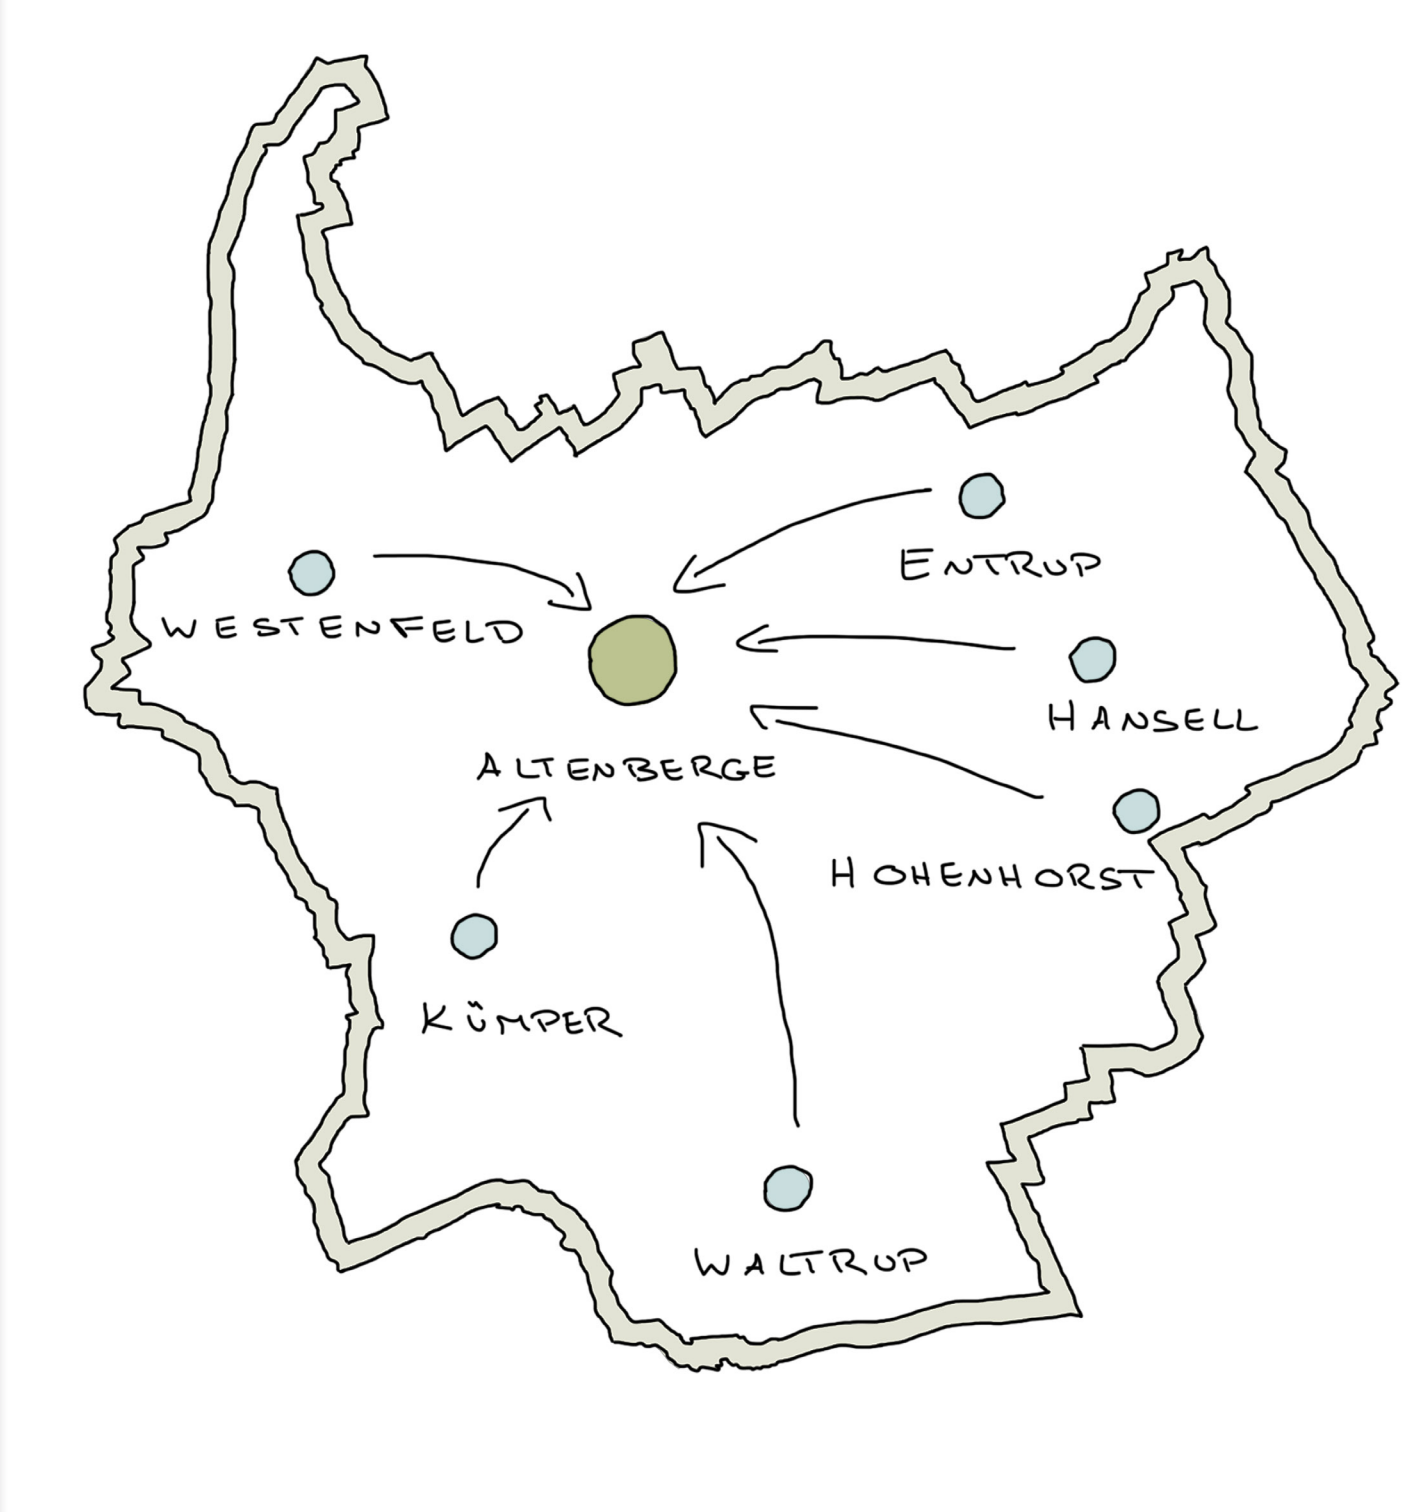 ENTRUP
WESTENFELD
HANSELL
ALTENBERGE
HOHENHORST
KÜMPER
WALTRUP